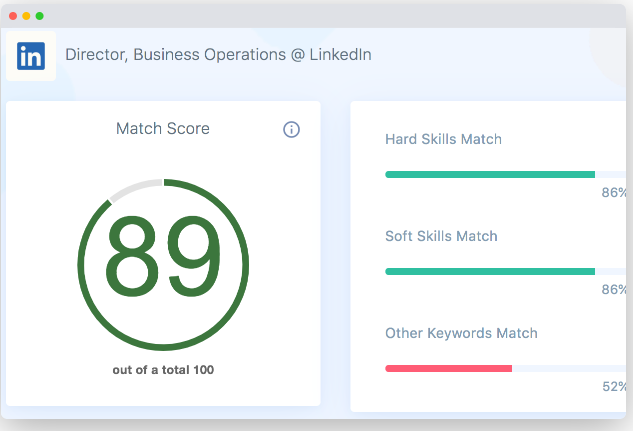 in
Director, Business Operations @ LinkedIn
Match Score
i
89
out of a total 100
Hard Skills Match
86%
Soft Skills Match
86%
Other Keywords Match
52%